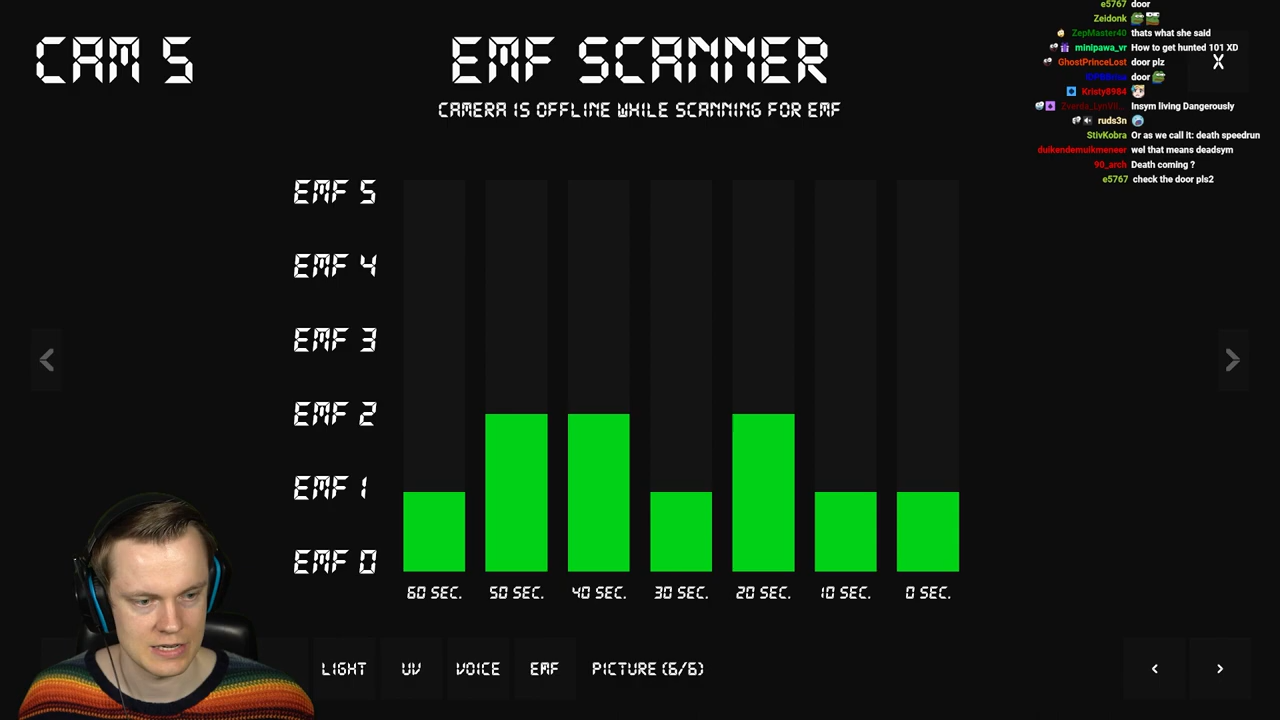 CAM 5
EMF SCANNER
CAMERA IS OFFLINE WHILE SCANNING FOR EMF
X
e5767 door
Zeidonk
ZepMaster40 thats what she said
minipawa_vr How to get hunted 101 XD
GhostPrinceLost door plz
door
Kristy8984
Insym living Dangerously
ruds3n
StivKobra Or as we call it: death speedrun
duikendemuikmeneer wel that means deadsym
90_arch Death coming ?
e5767 check the door pls2
EMF 5
EMF 4
EMF 3
EMF 2
EMF 1
EMF 0
60 SEC. 50 SEC. 40 SEC. 30 SEC. 20 SEC. 10 SEC. 0 SEC.
LIGHT UV VOICE EMF PICTURE (6/6)